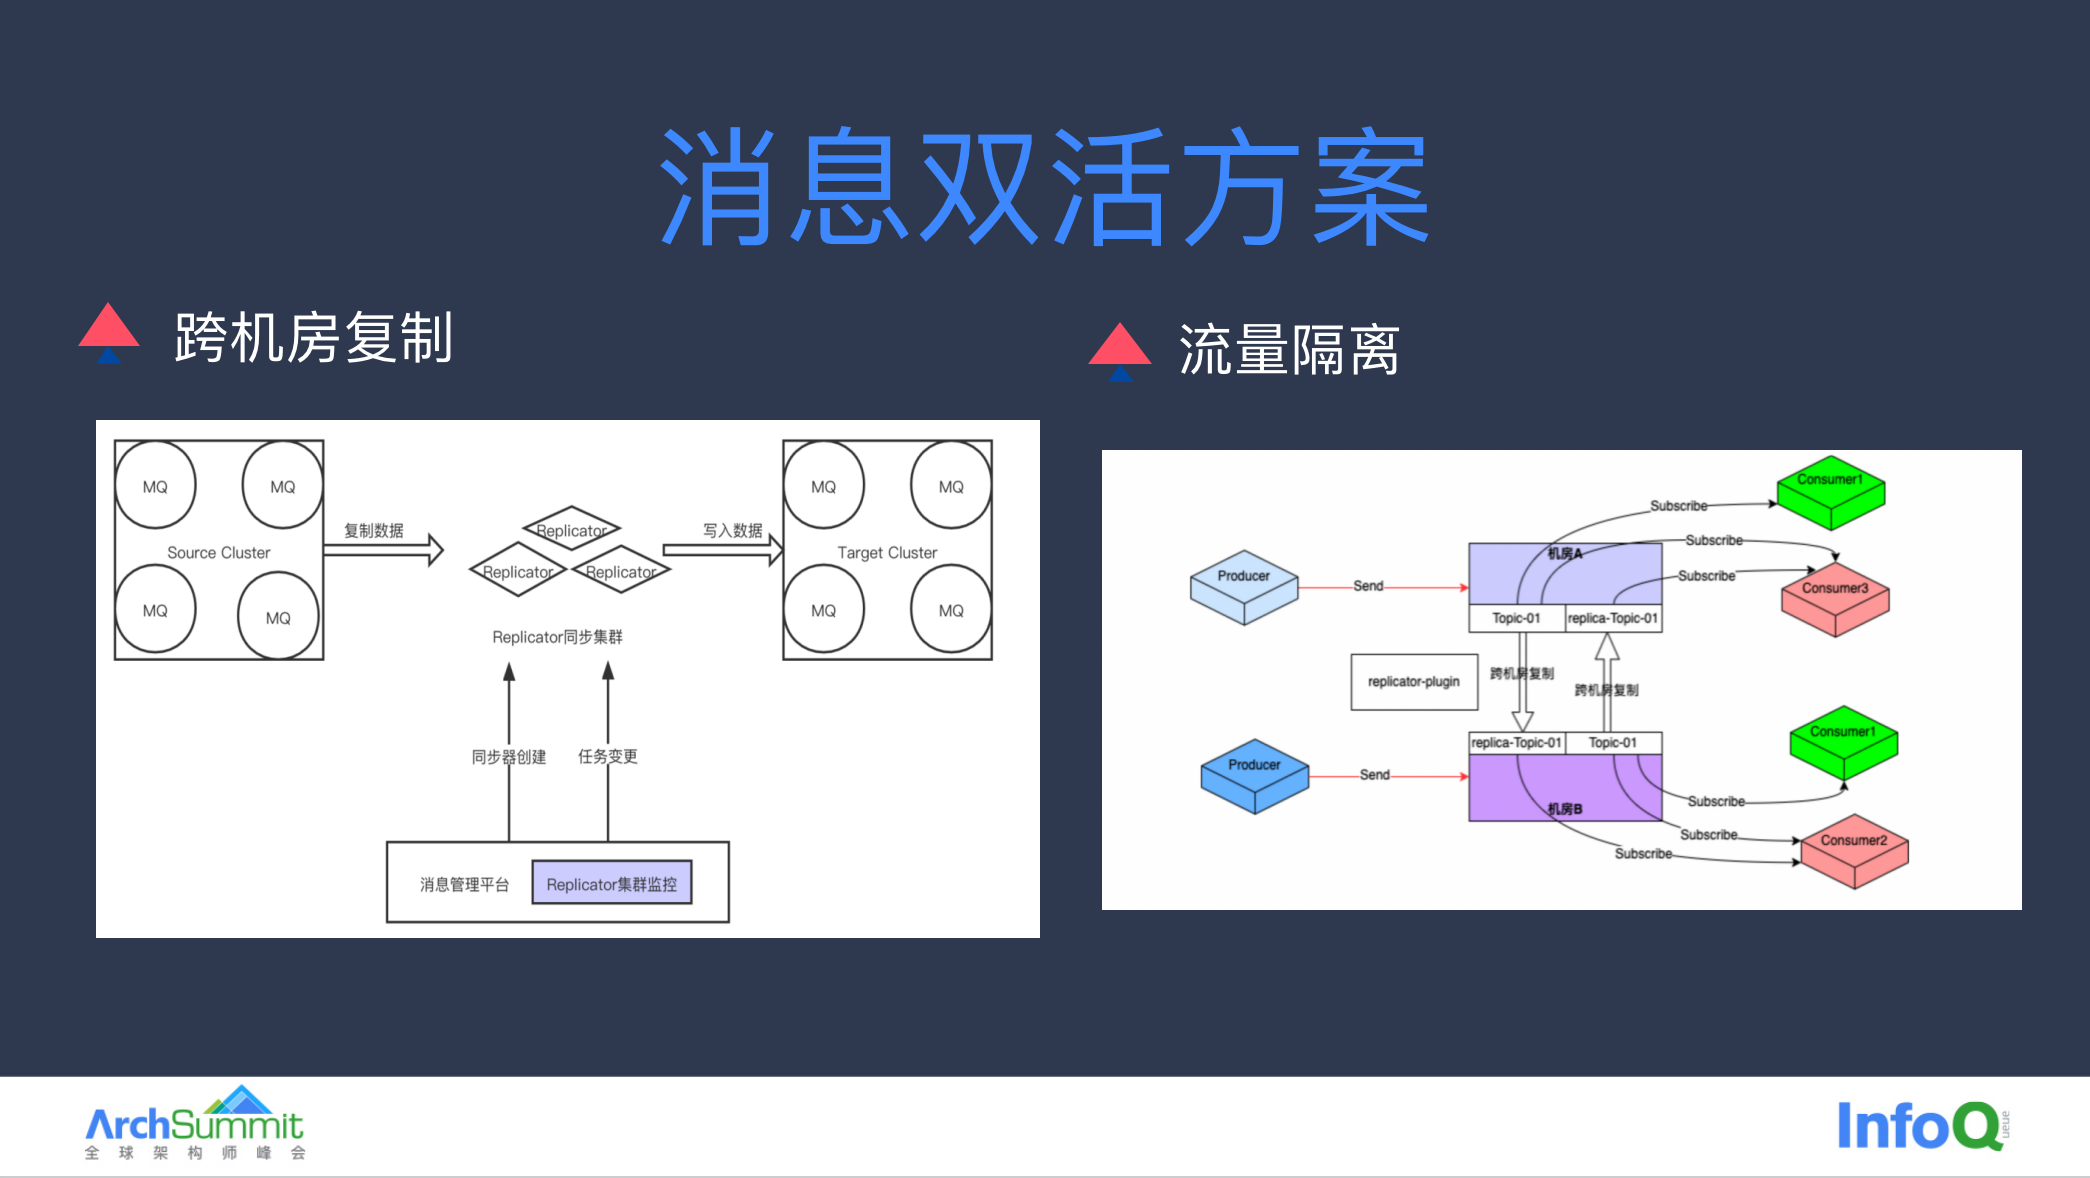 消息双活方案
跨机房复制
MQ
MQ
Source Cluster
MQ
MQ
复制数据
Replicator
Replicator
Replicator
Replicator同步集群
写入数据
MQ
MQ
Target Cluster
MQ
MQ
同步器创建
任务变更
消息管理平台
Replicator集群监控
流量隔离
Consumer1
Subscribe
Subscribe
机房A
Producer
Send
Subscribe
Consumer3
Topic-01
replica-Topic-01
replicator-plugin
跨机房复制
跨机房复制
replica-Topic-01
Topic-01
Consumer1
Producer
Send
机房B
Subscribe
Subscribe
Subscribe
Consumer2
ArchSummit
全球架构师峰会
InfoQ
ueue